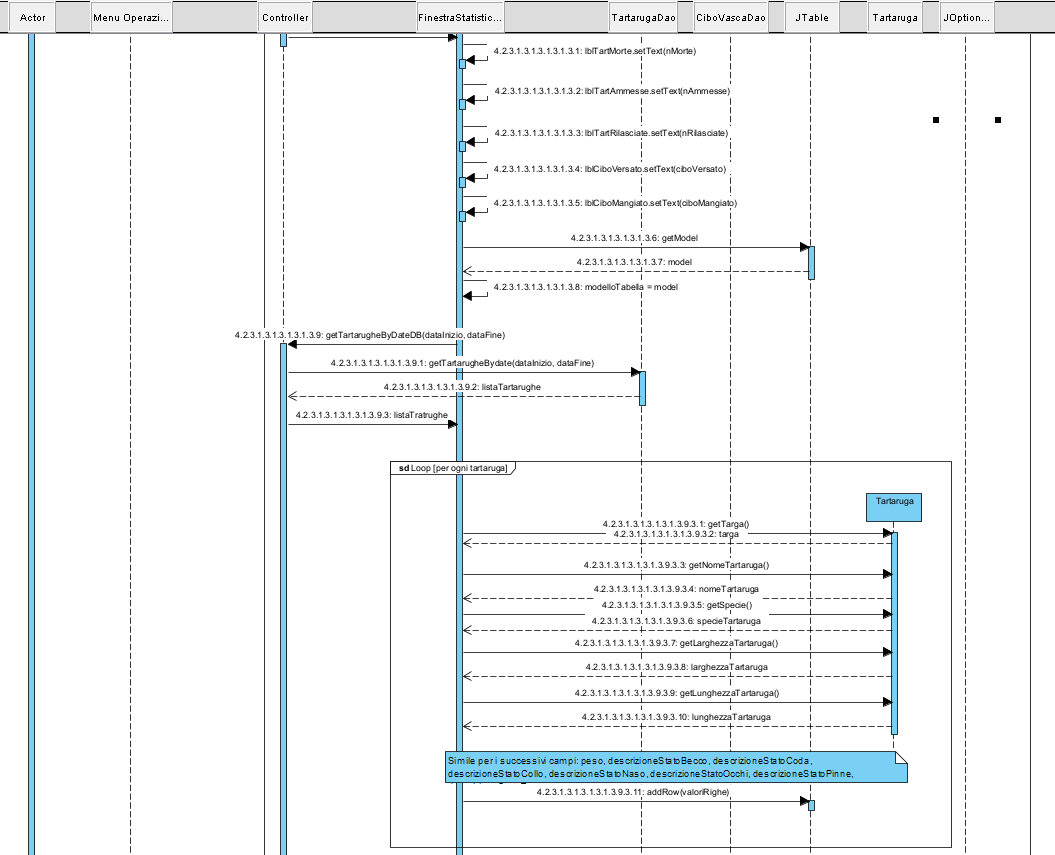 Actor
Menu Operazi...
Controller
FinestraStatistic...
TartarugaDao
CiboVascaDao
JTable
Tartaruga
JOption...
4.2.3.1.3.1.3.1.3.1.3.1: lblTartMorte.setText(nMorte)
4.2.3.1.3.1.3.1.3.1.3.2: lblTartAmmesse.setText(nAmmesse)
4.2.3.1.3.1.3.1.3.1.3.3: lblTartRilasciate.setText(nRilasciate)
4.2.3.1.3.1.3.1.3.1.3.4: lblCiboVersato.setText(ciboVersato)
4.2.3.1.3.1.3.1.3.1.3.5: lblCiboMangiato.setText(ciboMangiato)
4.2.3.1.3.1.3.1.3.1.3.6: getModel
4.2.3.1.3.1.3.1.3.1.3.7: model
4.2.3.1.3.1.3.1.3.1.3.8: modelloTabella = model
4.2.3.1.3.1.3.1.3.1.3.9: getTartarugheByDateDB(dataInizio, dataFine)
4.2.3.1.3.1.3.1.3.1.3.9.1: getTartarugheBydate(dataInizio, dataFine)
4.2.3.1.3.1.3.1.3.1.3.9.2: listaTartarughe
4.2.3.1.3.1.3.1.3.1.3.9.3: listaTratrughe
sd Loop [per ogni tartaruga]
Tartaruga
4.2.3.1.3.1.3.1.3.1.3.9.3.1: getTarga()
4.2.3.1.3.1.3.1.3.1.3.9.3.2: targa
4.2.3.1.3.1.3.1.3.1.3.9.3.3: getNomeTartaruga()
4.2.3.1.3.1.3.1.3.1.3.9.3.4: nomeTartaruga
4.2.3.1.3.1.3.1.3.1.3.9.3.5: getSpecie()
4.2.3.1.3.1.3.1.3.1.3.9.3.6: specieTartaruga
4.2.3.1.3.1.3.1.3.1.3.9.3.7: getLarghezzaTartaruga()
4.2.3.1.3.1.3.1.3.1.3.9.3.8: larghezzaTartaruga
4.2.3.1.3.1.3.1.3.1.3.9.3.9: getLunghezzaTartaruga()
4.2.3.1.3.1.3.1.3.1.3.9.3.10: lunghezzaTartaruga
Simile per i successivi campi: peso, descrizioneStatoBecco, descrizioneStatoCoda,
descrizioneStatoCollo, descrizioneStatoNaso, descrizioneStatoOcchi, descrizioneStatoPinne,
4.2.3.1.3.1.3.1.3.1.3.9.3.11: addRow(valoriRighe)